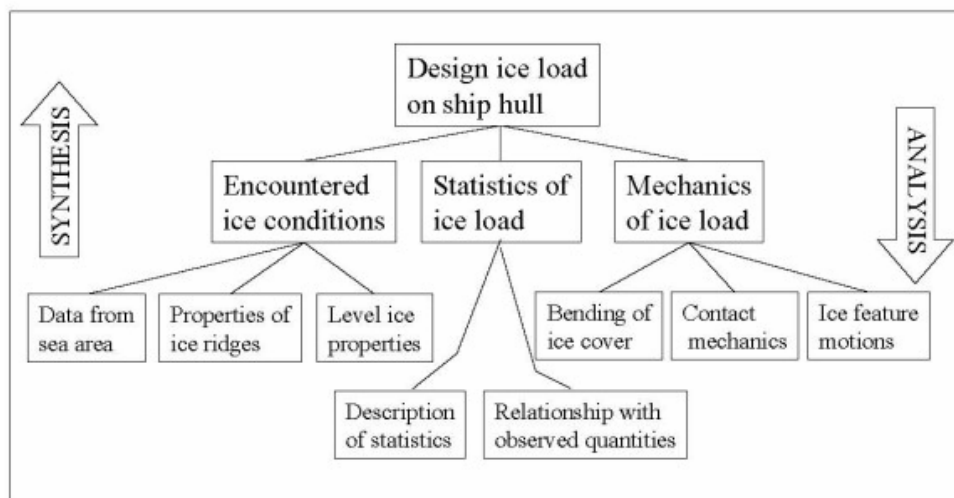 Design ice load
on ship hull
SYNTHESIS
ANALYSIS
Encountered
ice conditions
Statistics of
ice load
Mechanics
of ice load
Data from
sea area
Properties of
ice ridges
Level ice
properties
Bending of
ice cover
Contact
mechanics
Ice feature
motions
Description
of statistics
Relationship with
observed quantities